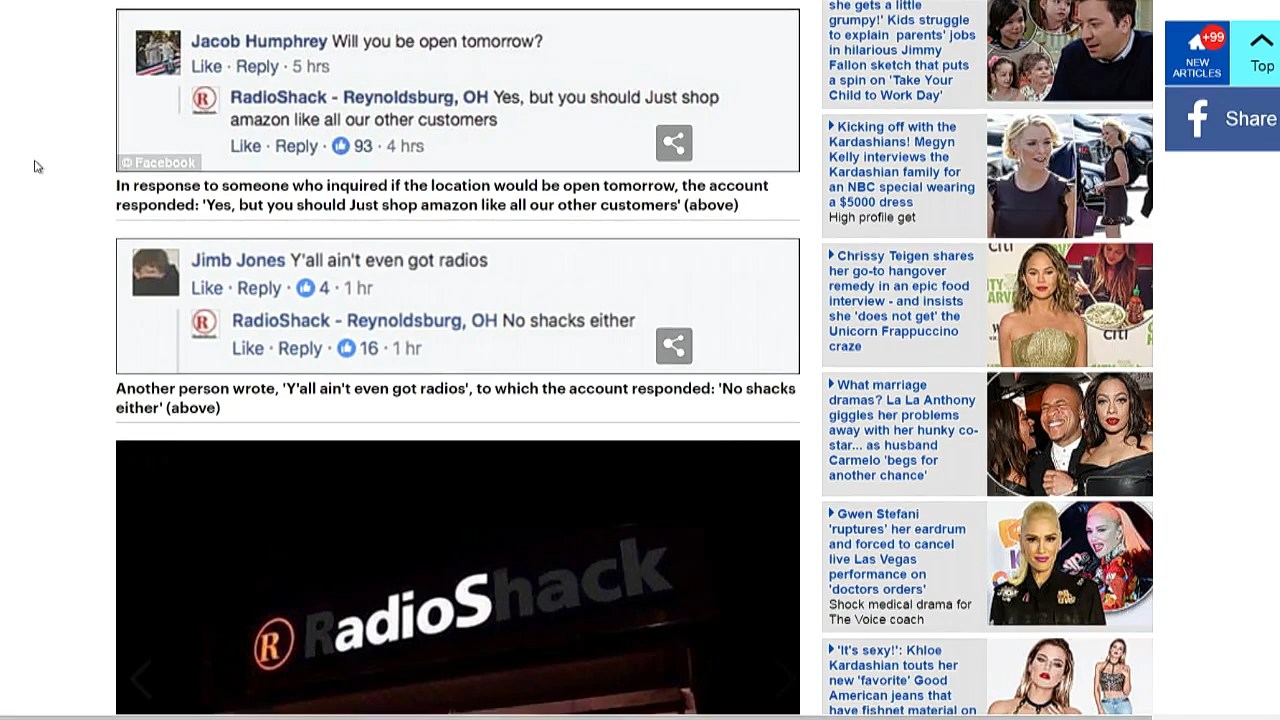 Jacob Humphrey Will you be open tomorrow?
Like · Reply · 5 hrs
RadioShack - Reynoldsburg, OH Yes, but you should Just shop
amazon like all our other customers
Like · Reply · 93 · 4 hrs
© Facebook
In response to someone who inquired if the location would be open tomorrow, the account
responded: 'Yes, but you should Just shop amazon like all our other customers' (above)
Jimb Jones Y'all ain't even got radios
Like · Reply · 4 · 1 hr
RadioShack - Reynoldsburg, OH No shacks either
Like · Reply · 16 · 1 hr
Another person wrote, 'Y'all ain't even got radios', to which the account responded: 'No shacks
either' (above)
R RadioShack
she gets a little
grumpy!' Kids struggle
to explain parents' jobs
in hilarious Jimmy
Fallon sketch that puts
a spin on 'Take Your
Child to Work Day'
Kicking off with the
Kardashians! Megyn
Kelly interviews the
Kardashian family for
an NBC special wearing
a $5000 dress
High profile get
Chrissy Teigen shares
her go-to hangover
remedy in an epic food
interview - and insists
she 'does not get' the
Unicorn Frappuccino
craze
citi
What marriage
dramas? La La Anthony
giggles her problems
away with her hunky co-
star... as husband
Carmelo 'begs for
another chance'
Gwen Stefani
'ruptures' her eardrum
and forced to cancel
live Las Vegas
performance on
'doctors orders'
Shock medical drama for
The Voice coach
'It's sexy!': Khloe
Kardashian touts her
new 'favorite' Good
American jeans that
have fishnet material on
+99
NEW
ARTICLES
Top
Share